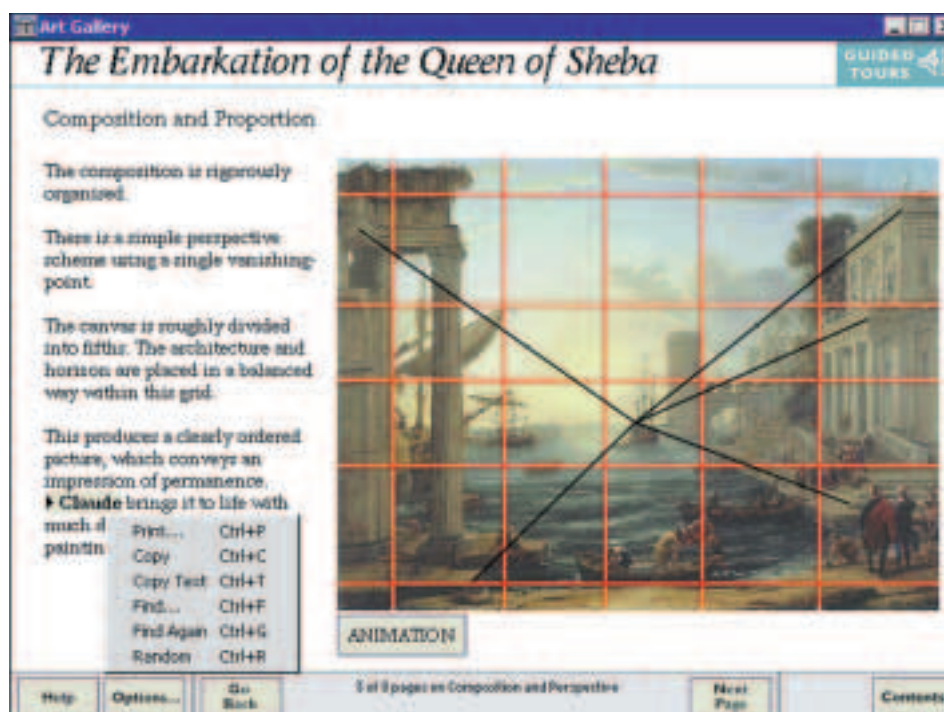 Art Gallery
The Embarkation of the Queen of Sheba
GUIDED
TOURS
Composition and Proportion
The composition is rigorously
organised.
There is a simple perspective
scheme using a single vanishing-
point.
The canvas is roughly divided
into fifths. The architecture and
horizon are placed in a balanced
way within this grid.
This produces a clearly ordered
picture, which conveys an
impression of permanence.
Claude brings it to life with
much d
paintin
Print... Ctrl+P
Copy Ctrl+C
Copy Text Ctrl+T
Find... Ctrl+F
Find Again Ctrl+G
Random Ctrl+R
ANIMATION
Help
Options...
Go
Back
of 8 pages on Composition and Perspective
Next
Page
Contents